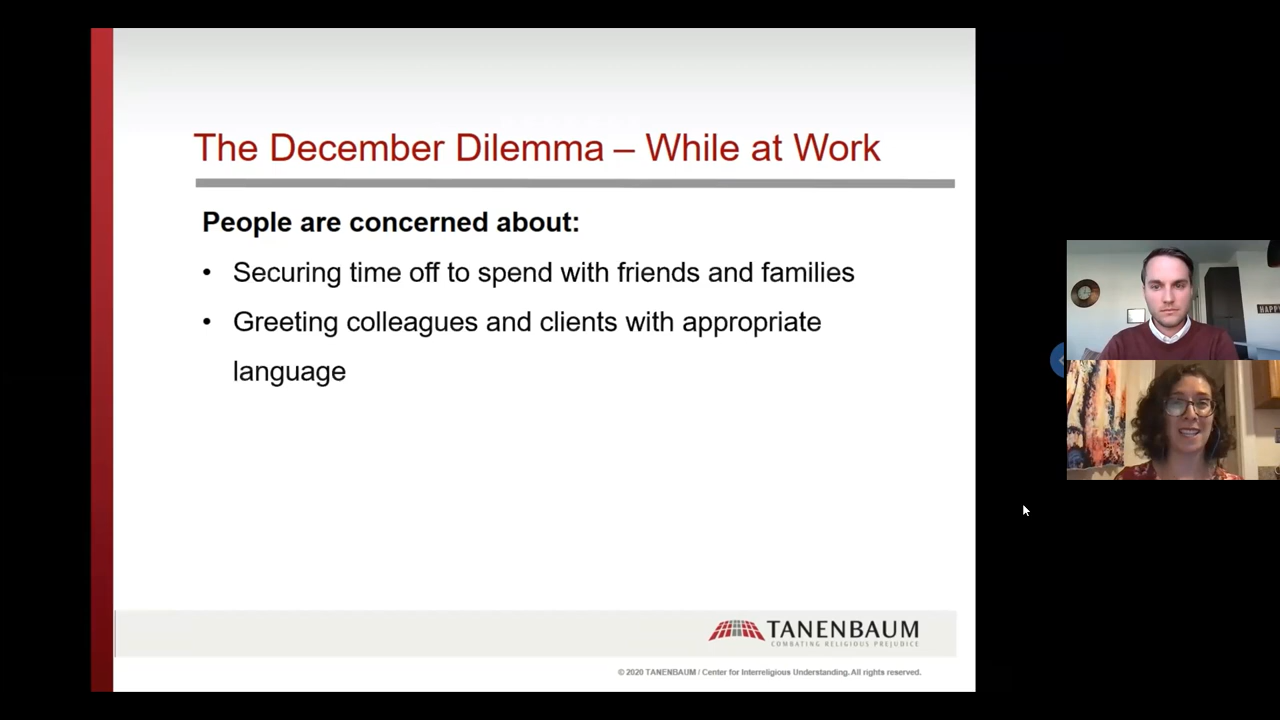 The December Dilemma – While at Work
People are concerned about:
• Securing time off to spend with friends and families
• Greeting colleagues and clients with appropriate
language
HAPPY
TANENBAUM
COMBATING RELIGIOUS PREJUDICE
© 2020 TANENBAUM / Center for Interreligious Understanding. All rights reserved.